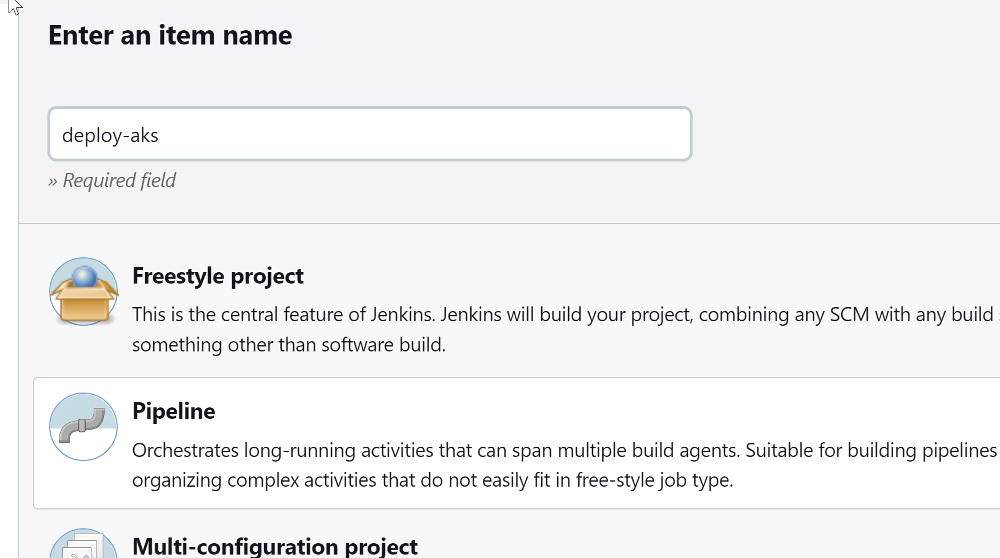 Enter an item name
deploy-aks
» Required field
Freestyle project
This is the central feature of Jenkins. Jenkins will build your project, combining any SCM with any build
something other than software build.
Pipeline
Orchestrates long-running activities that can span multiple build agents. Suitable for building pipelines
organizing complex activities that do not easily fit in free-style job type.
Multi-configuration project